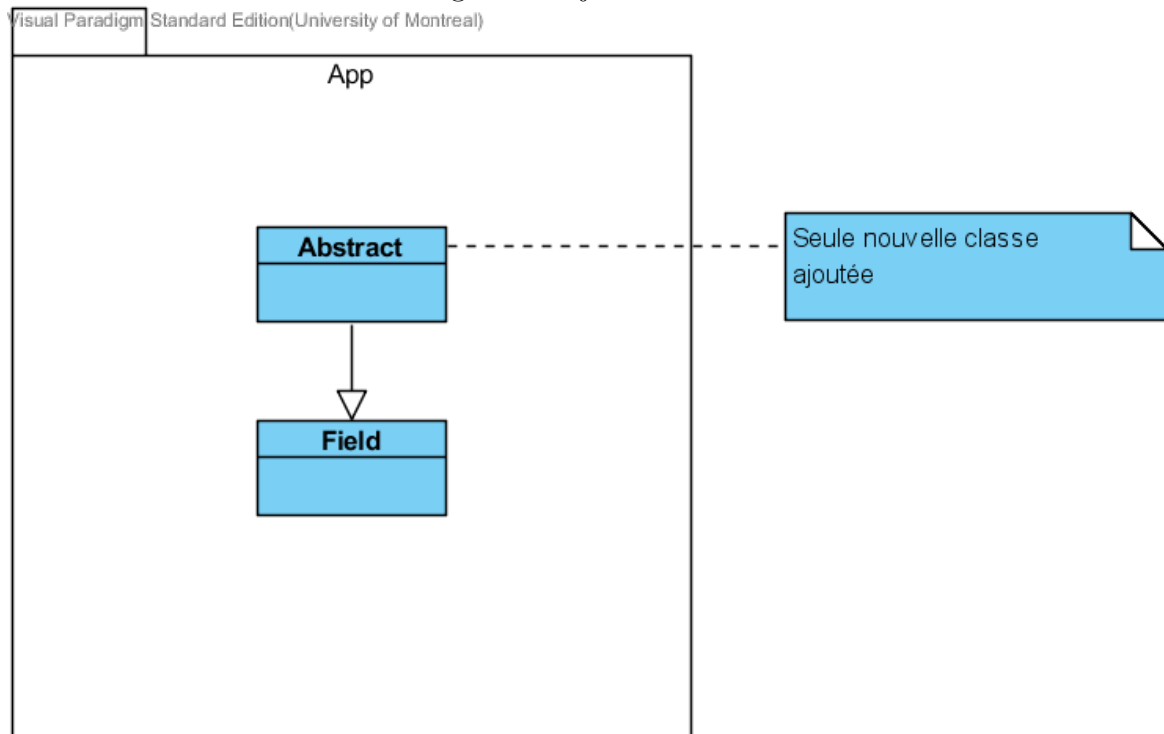 Visual Paradigm Standard Edition(University of Montreal)
App
Abstract
Seule nouvelle classe
ajoutée
Field